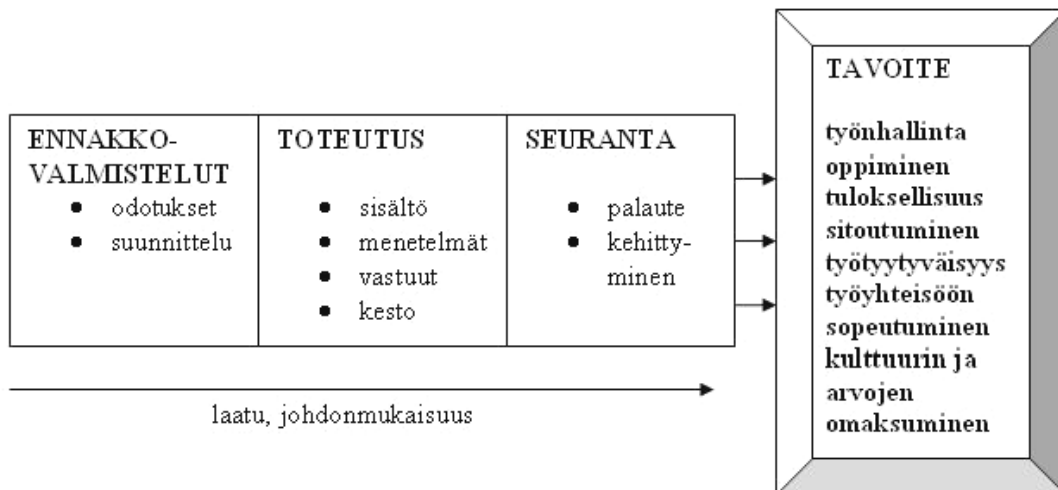 ENNAKKO-
VALMISTELUT
• odotukset
• suunnittelu
TOTEUTUS
• sisältö
• menetelmät
• vastuut
• kesto
SEURANTA
• palaute
• kehitty-
minen
laatu, johdonmukaisuus
TAVOITE
työnhallinta
oppiminen
tuloksellisuus
sitoutuminen
työtyytyväisyys
työyhteisöön
sopeutuminen
kulttuurin ja
arvojen
omaksuminen